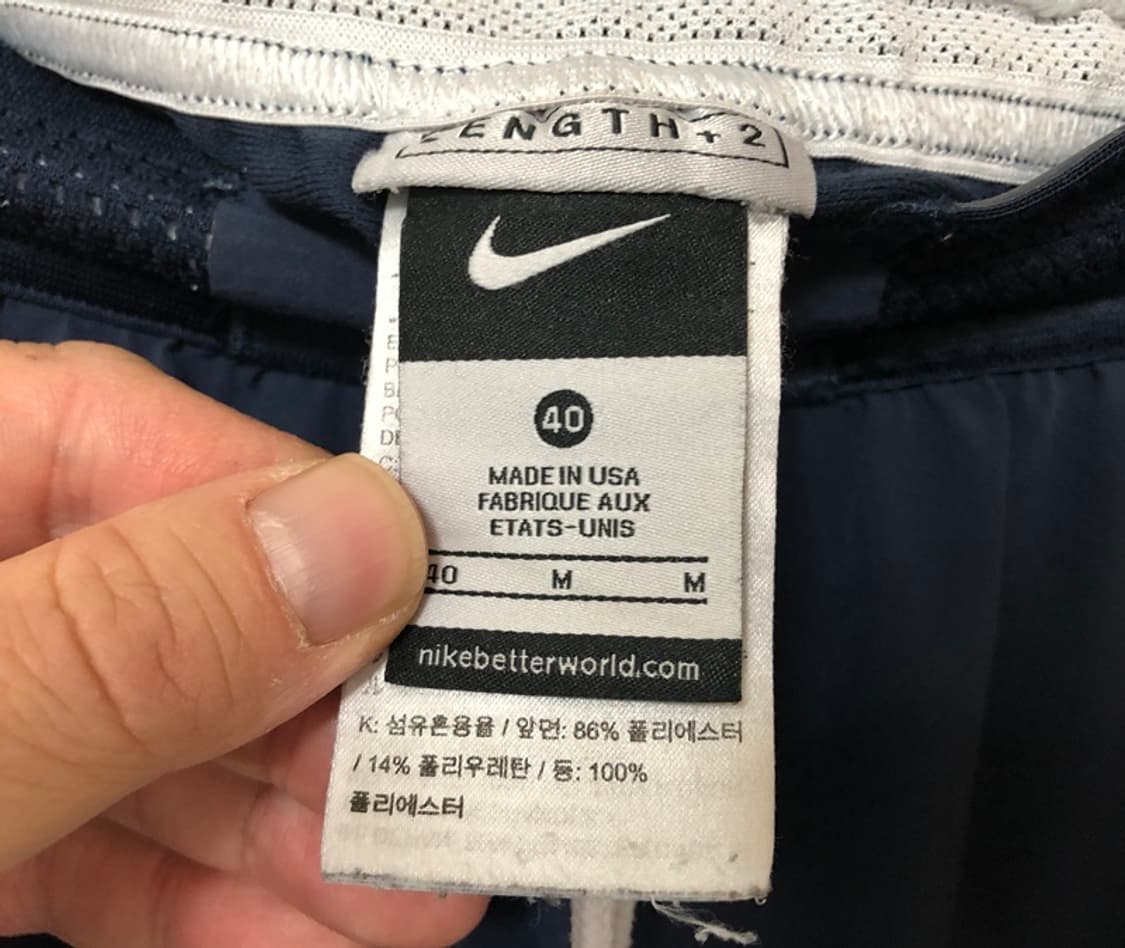 LENGTH+2
40
MADE IN USA
FABRIQUE AUX
ETATS-UNIS
40 M M
nikebetterworld.com
K: 섬유혼용율 / 앞면: 86% 폴리에스터
/ 14% 폴리우레탄 / 등: 100%
폴리에스터